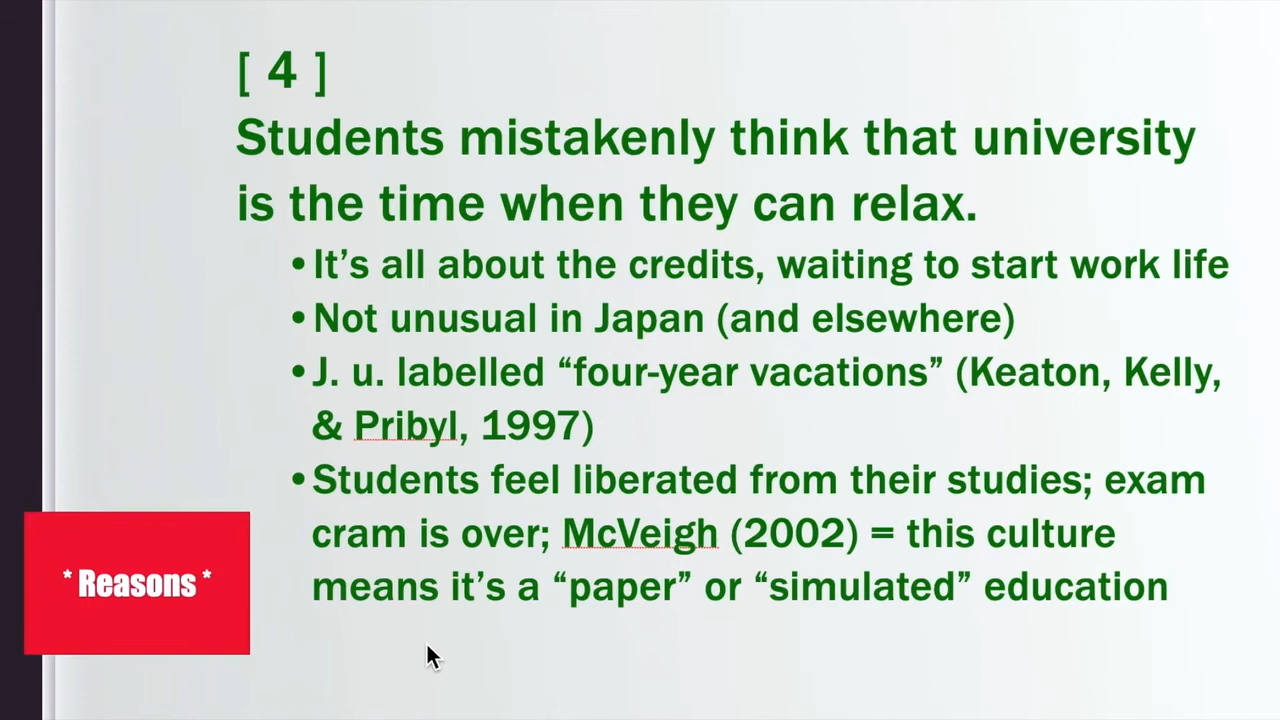 [ 4 ]
Students mistakenly think that university
is the time when they can relax.
•It’s all about the credits, waiting to start work life
•Not unusual in Japan (and elsewhere)
•J. u. labelled “four-year vacations” (Keaton, Kelly,
& Pribyl, 1997)
•Students feel liberated from their studies; exam
cram is over; McVeigh (2002) = this culture
means it’s a “paper” or “simulated” education
* Reasons *